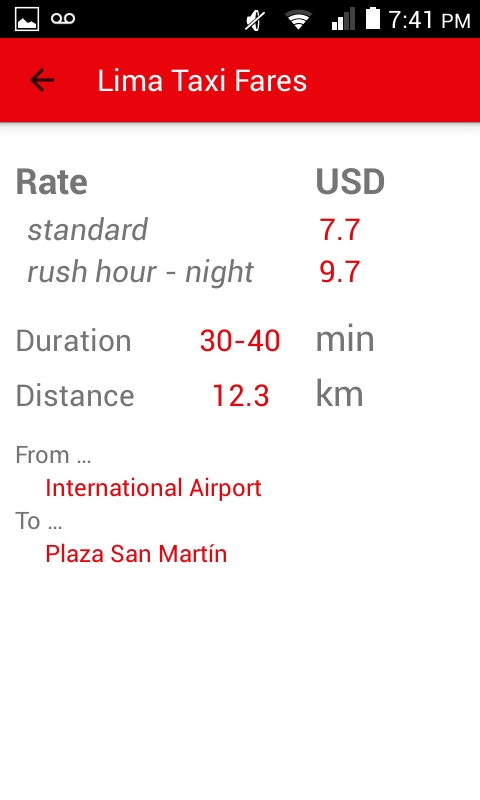 7:41 PM
Lima Taxi Fares
Rate USD
standard 7.7
rush hour - night 9.7
Duration 30-40 min
Distance 12.3 km
From ...
International Airport
To ...
Plaza San Martín